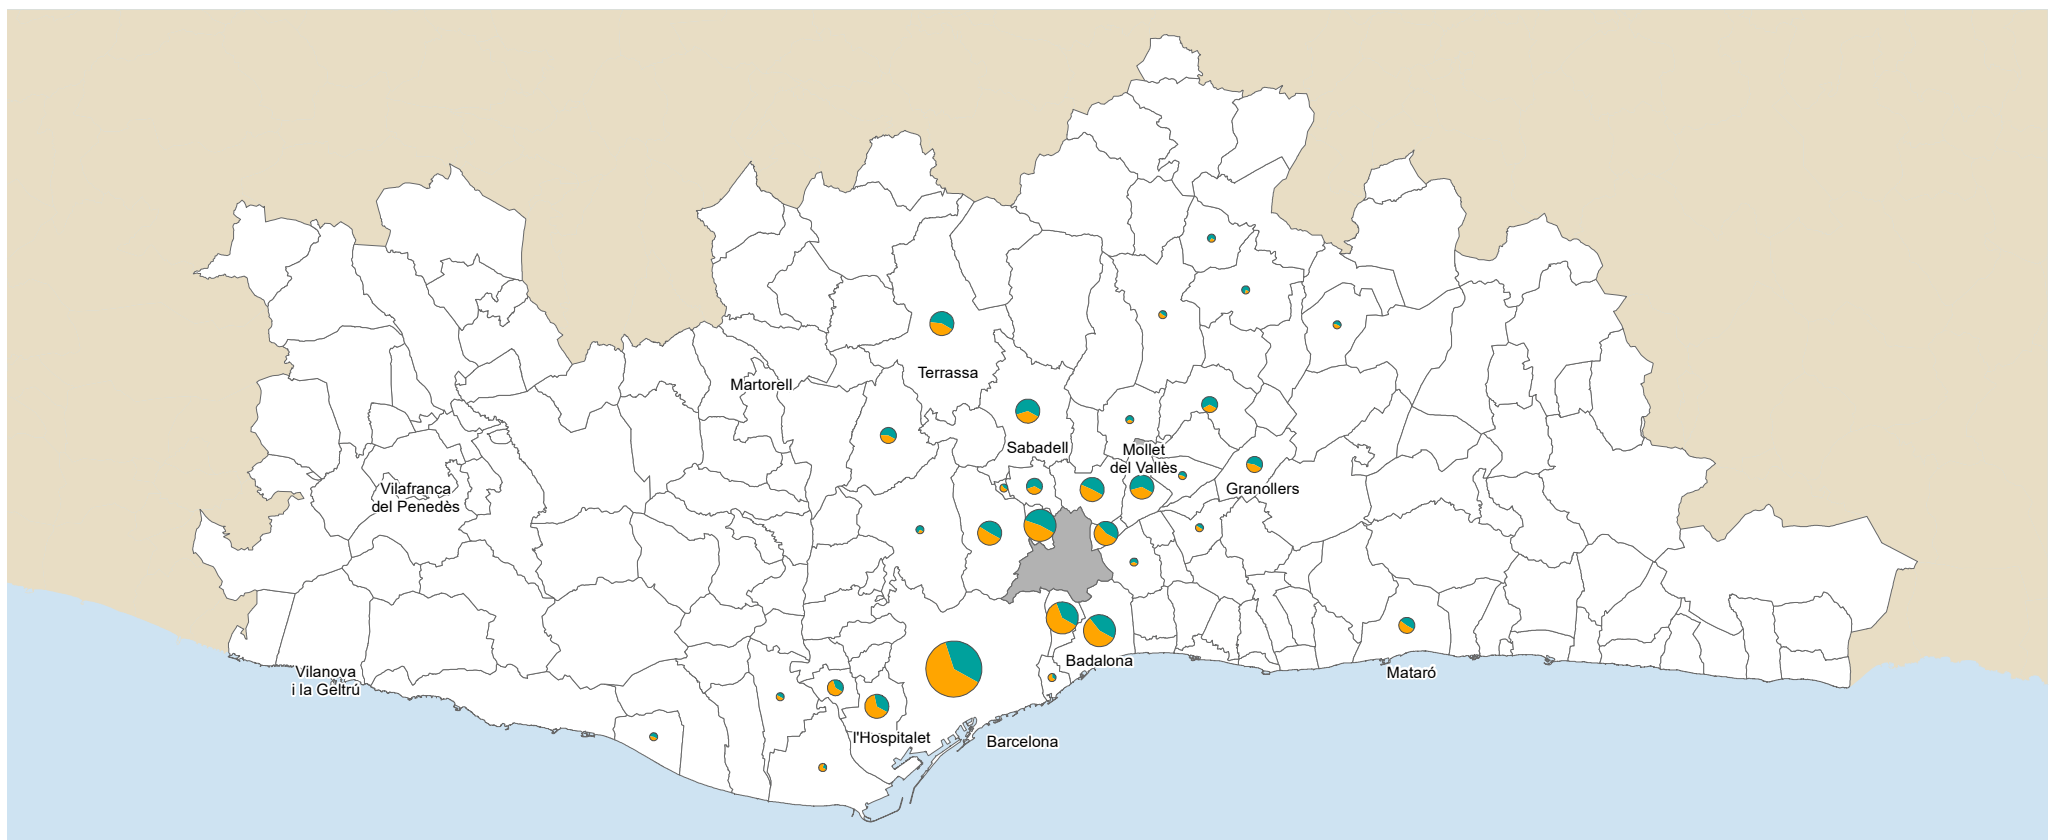 Terrassa
Martorell
Sabadell
Mollet
del Vallès
Vilafranca
del Penedès
Granollers
Badalona
Vilanova
i la Geltrú
Mataró
l'Hospitalet
Barcelona